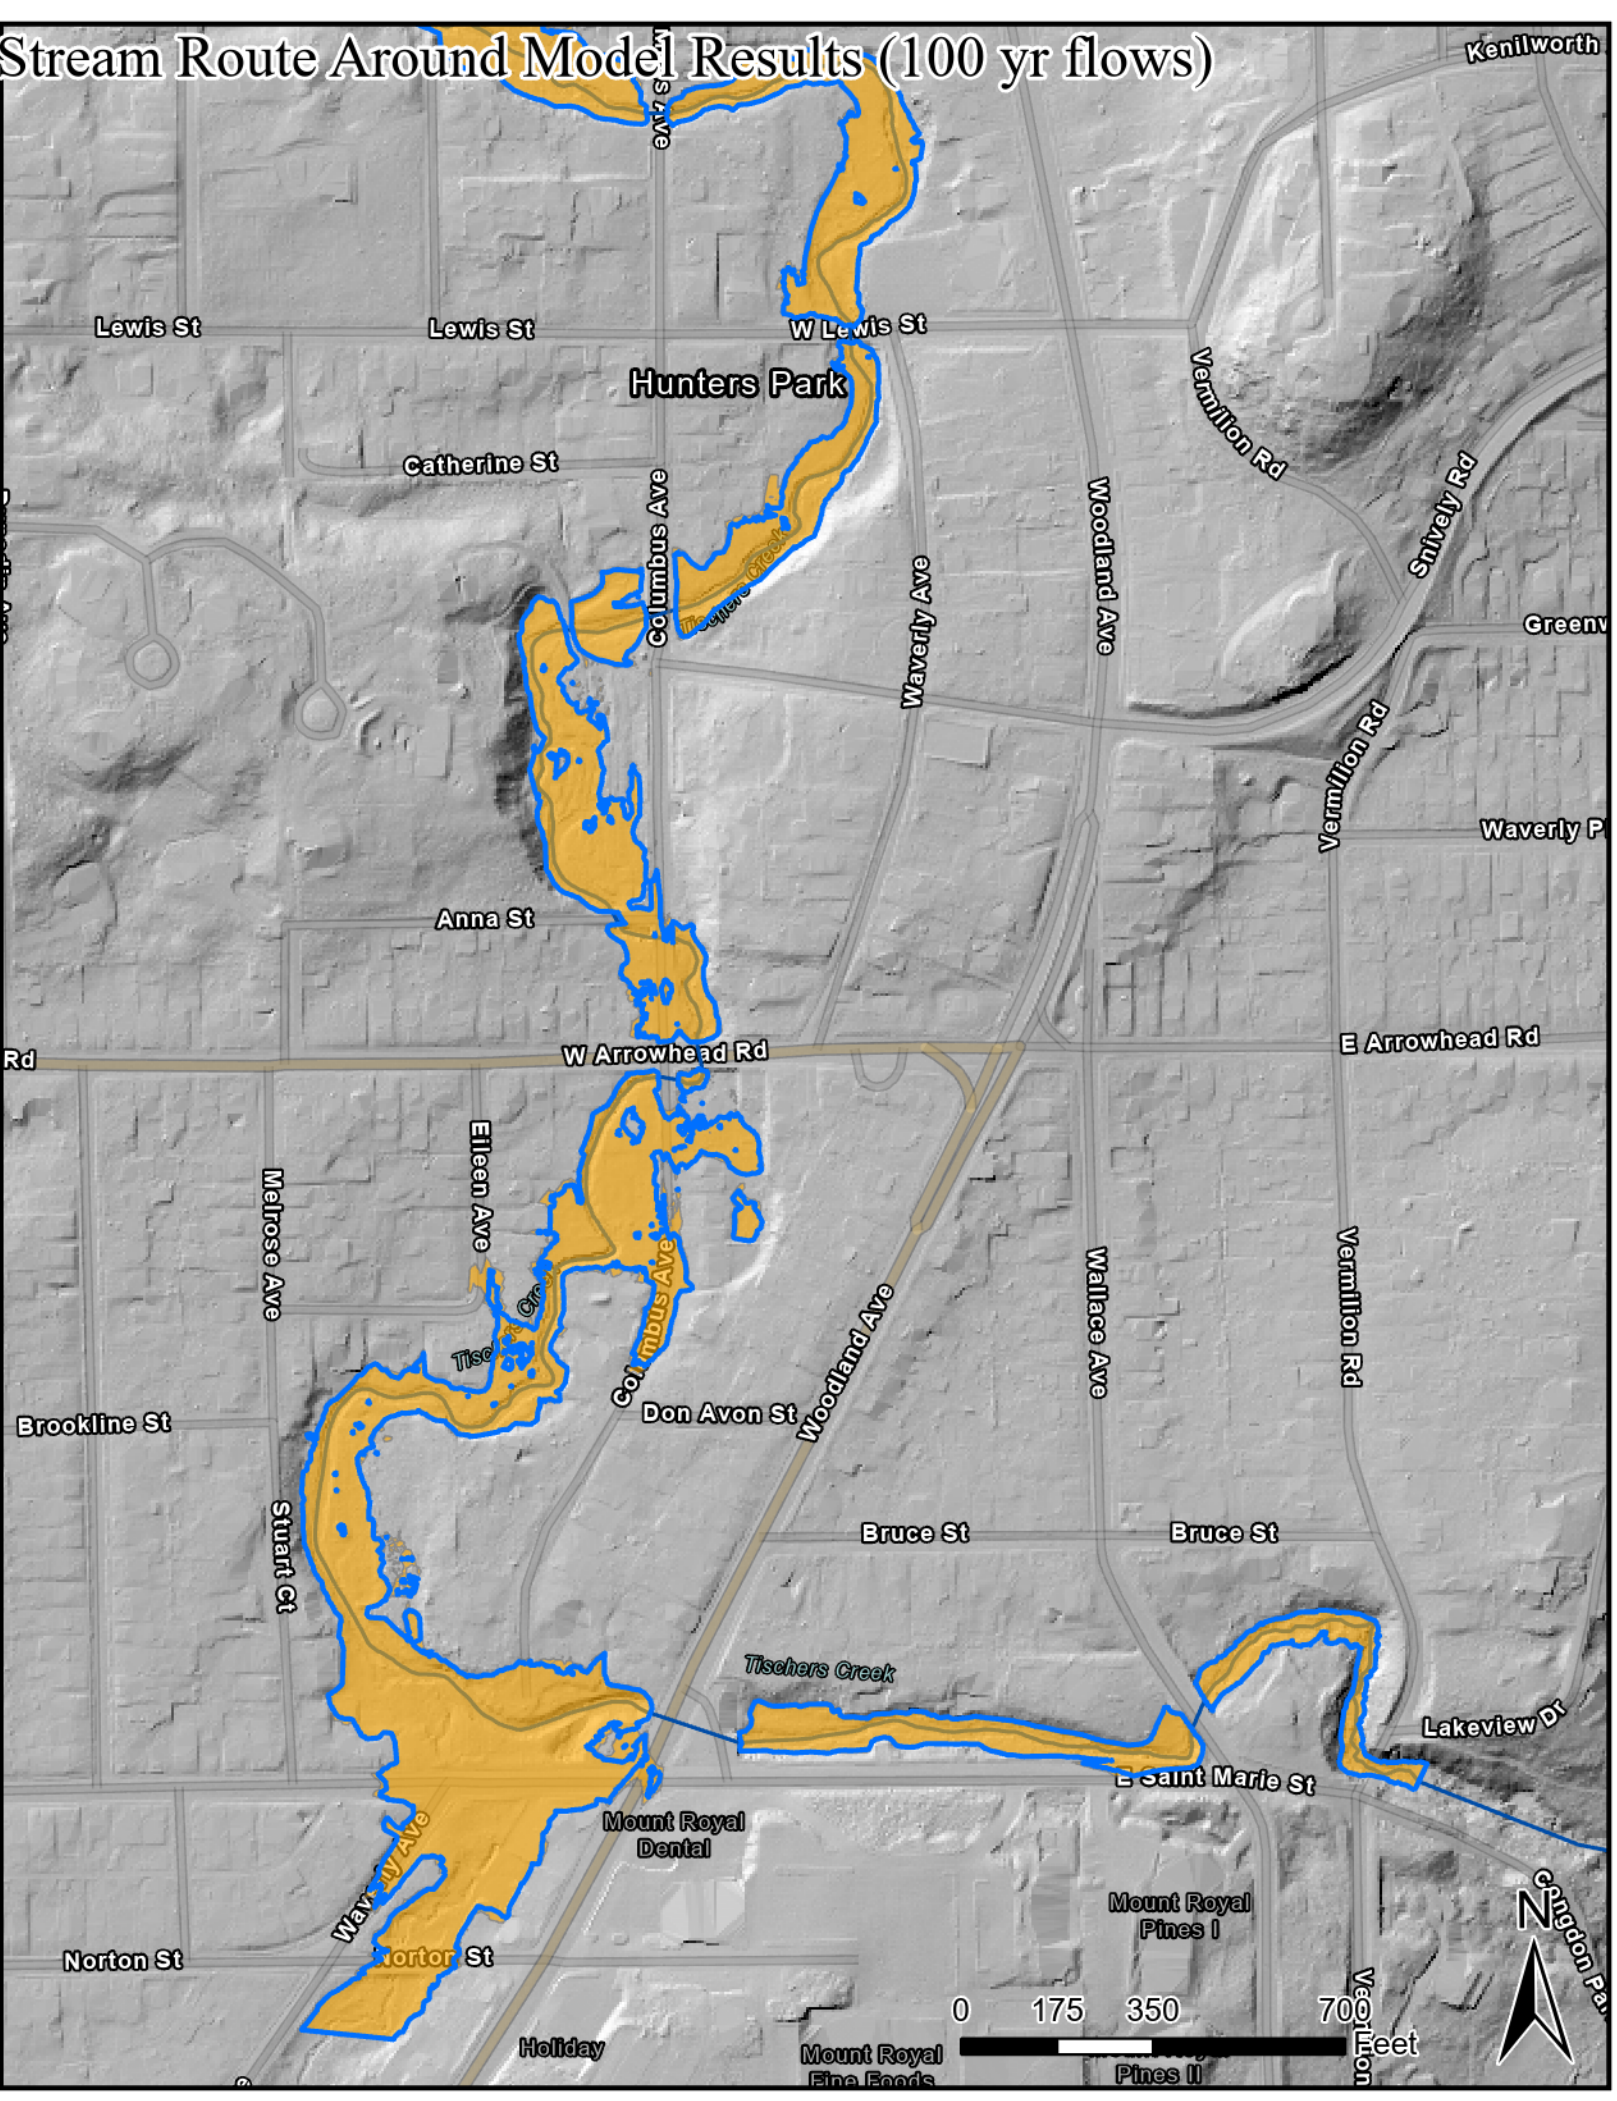 Stream Route Around Model Results (100 yr flows)
Kenilworth
Lewis St
Lewis St
W Lewis St
Hunters Park
Vermilion Rd
Catherine St
Columbus Ave
Woodland Ave
Snively Rd
Tischers Creek
Waverly Ave
Vermilion Rd
Anna St
Rd
W Arrowhead Rd
E Arrowhead Rd
Eileen Ave
Melrose Ave
Columbus Ave
Woodland Ave
Wallace Ave
Vermilion Rd
Brookline St
Don Avon St
Stuart Ct
Bruce St
Bruce St
Tischers Creek
Lakeview Dr
E Saint Marie St
Mount Royal
Dental
Waverly Ave
Mount Royal
Pines I
N
Norton St
Norton St
0 175 350 700
Feet
Holiday
Mount Royal
Fine Foods
Pines II